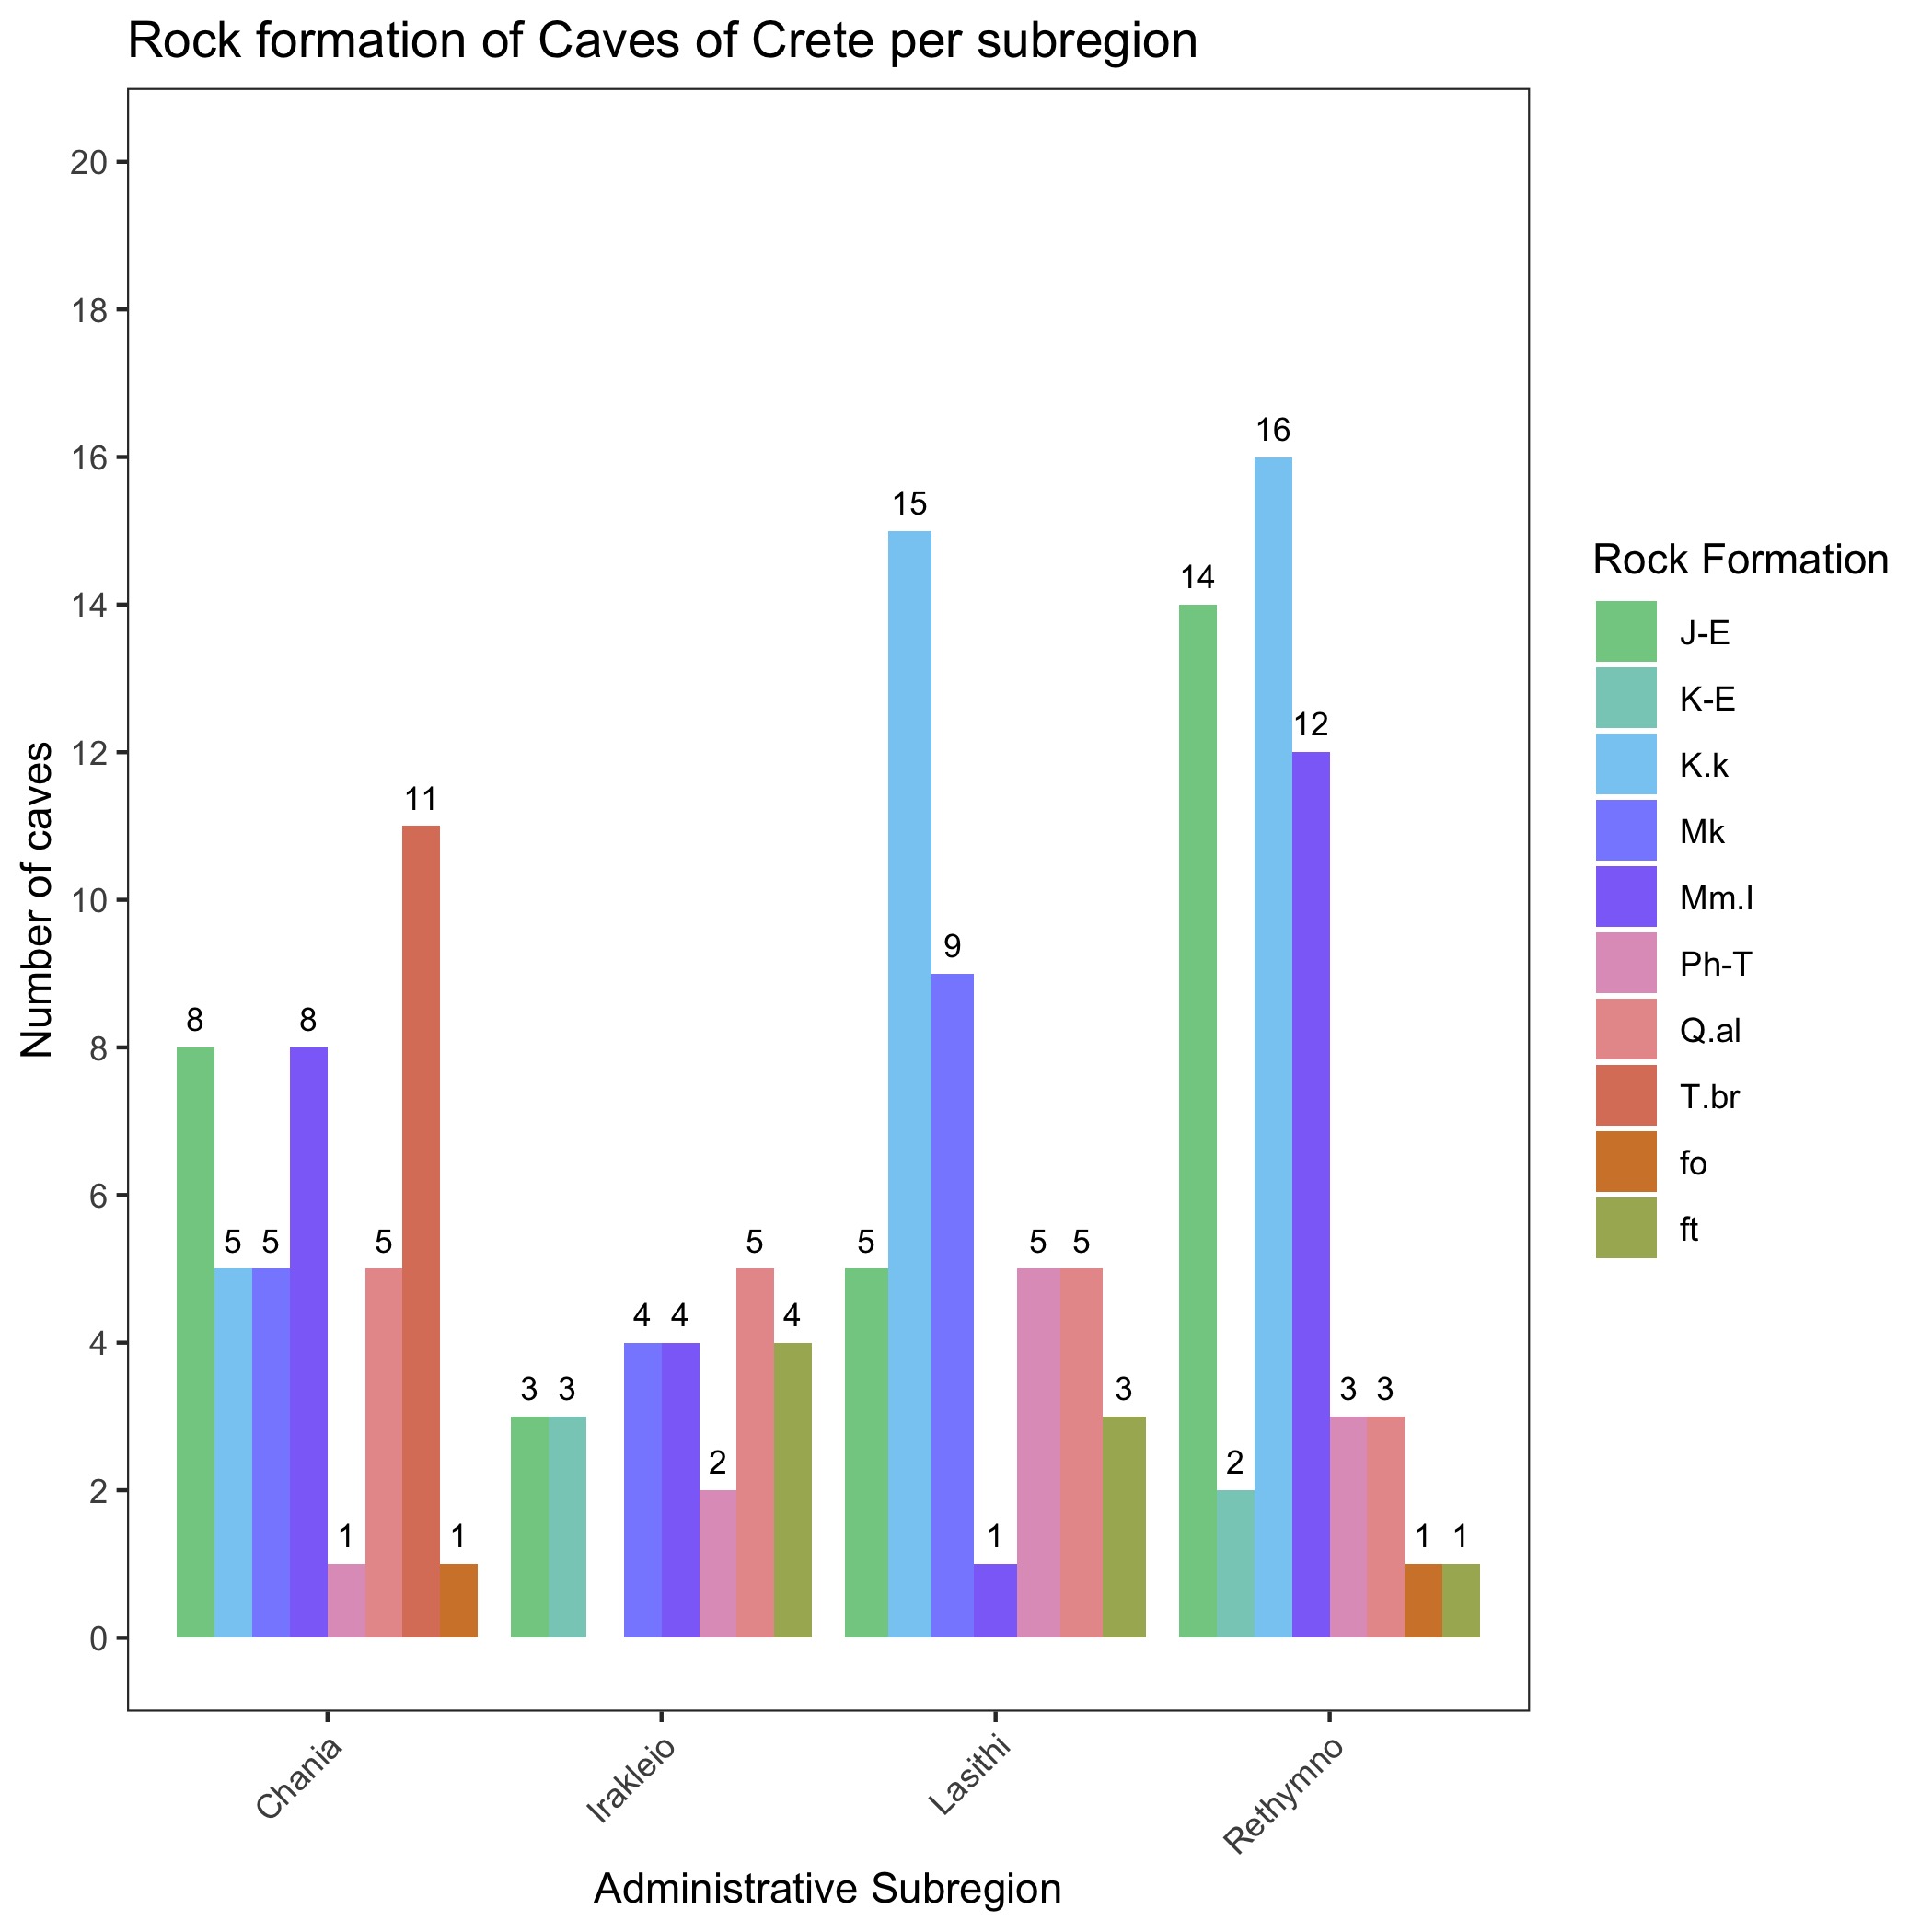 Rock formation of Caves of Crete per subregion
Number of caves
20
18
16
14
12
10
8
6
4
2
0
8
5
5
8
1
5
11
1
3
3
4
4
2
5
4
5
15
9
1
5
5
3
14
2
16
12
3
3
1
1
Chania
Irakleio
Lasithi
Rethymno
Administrative Subregion
Rock Formation
J-E
K-E
K.k
Mk
Mm.l
Ph-T
Q.al
T.br
fo
ft